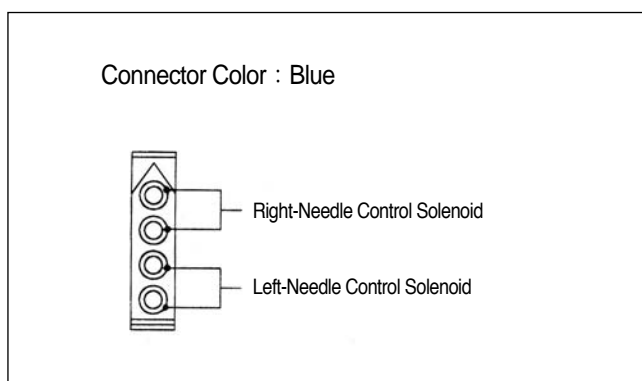 Connector Color : Blue
Right-Needle Control Solenoid
Left-Needle Control Solenoid